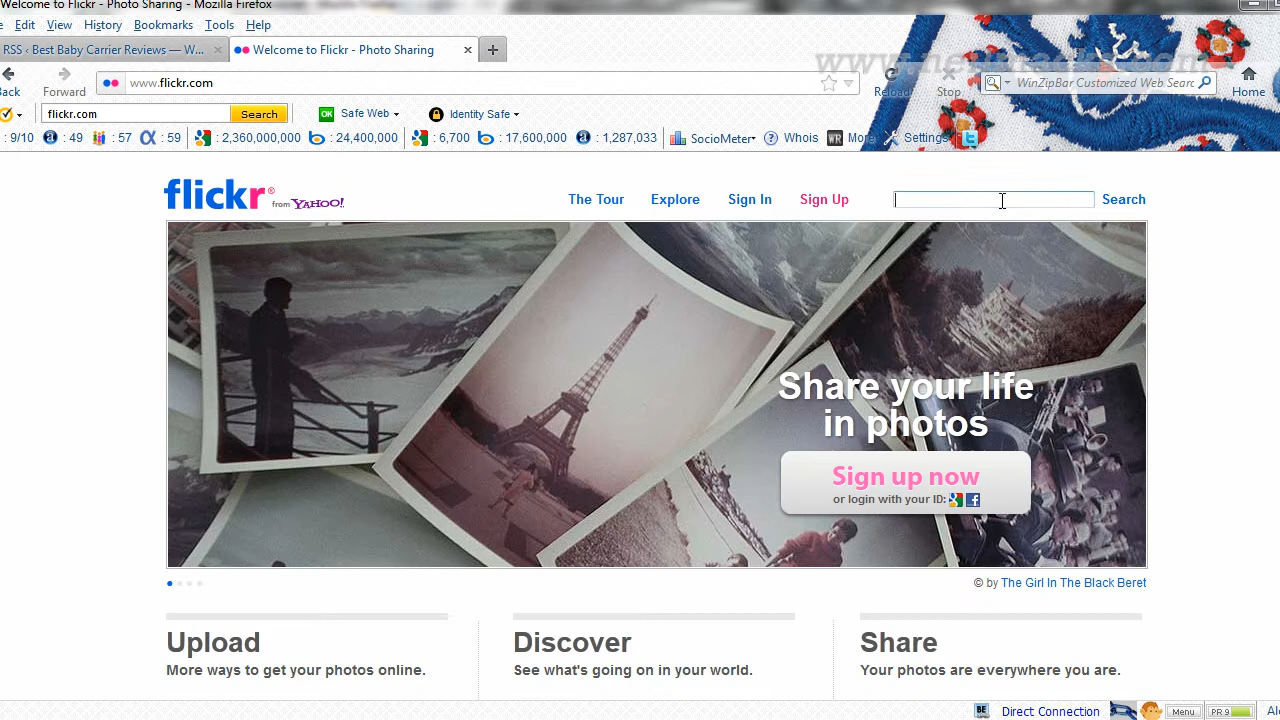 Welcome to Flickr - Photo Sharing - Mozilla Firefox
Edit View History Bookmarks Tools Help
RSS ‹ Best Baby Carrier Reviews — W... Welcome to Flickr - Photo Sharing
Back Forward www.flickr.com Reload Stop WinZipBar Customized Web Searc Home
flickr.com Search OK Safe Web Identity Safe
: 9/10 : 49 : 57 : 59 : 2,360,000,000 : 24,400,000 : 6,700 : 17,600,000 : 1,287,033 SocioMeter Whois WR More Settings
flickr® from YAHOO! The Tour Explore Sign In Sign Up Search
Share your life
in photos
Sign up now
or login with your ID:
© by The Girl In The Black Beret
Upload Discover Share
More ways to get your photos online. See what's going on in your world. Your photos are everywhere you are.
BE Direct Connection Menu PR 9